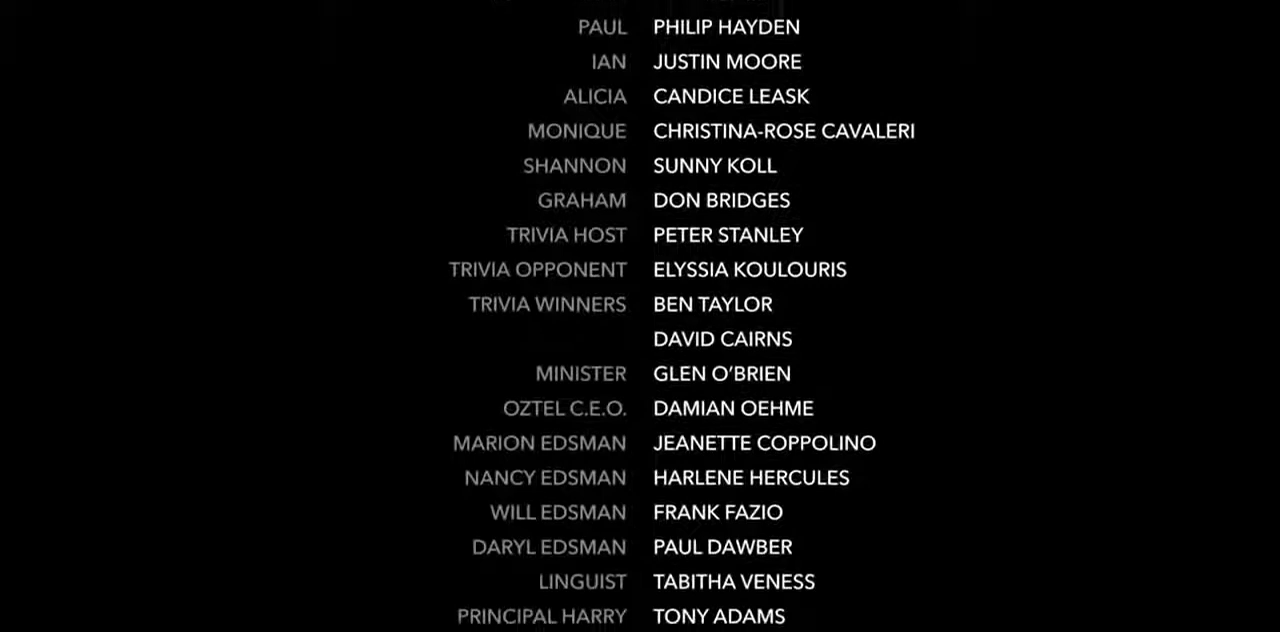 PAUL PHILIP HAYDEN
IAN JUSTIN MOORE
ALICIA CANDICE LEASK
MONIQUE CHRISTINA-ROSE CAVALERI
SHANNON SUNNY KOLL
GRAHAM DON BRIDGES
TRIVIA HOST PETER STANLEY
TRIVIA OPPONENT ELYSSIA KOULOURIS
TRIVIA WINNERS BEN TAYLOR
DAVID CAIRNS
MINISTER GLEN O'BRIEN
OZTEL C.E.O. DAMIAN OEHME
MARION EDSMAN JEANETTE COPPOLINO
NANCY EDSMAN HARLENE HERCULES
WILL EDSMAN FRANK FAZIO
DARYL EDSMAN PAUL DAWBER
LINGUIST TABITHA VENESS
PRINCIPAL HARRY TONY ADAMS